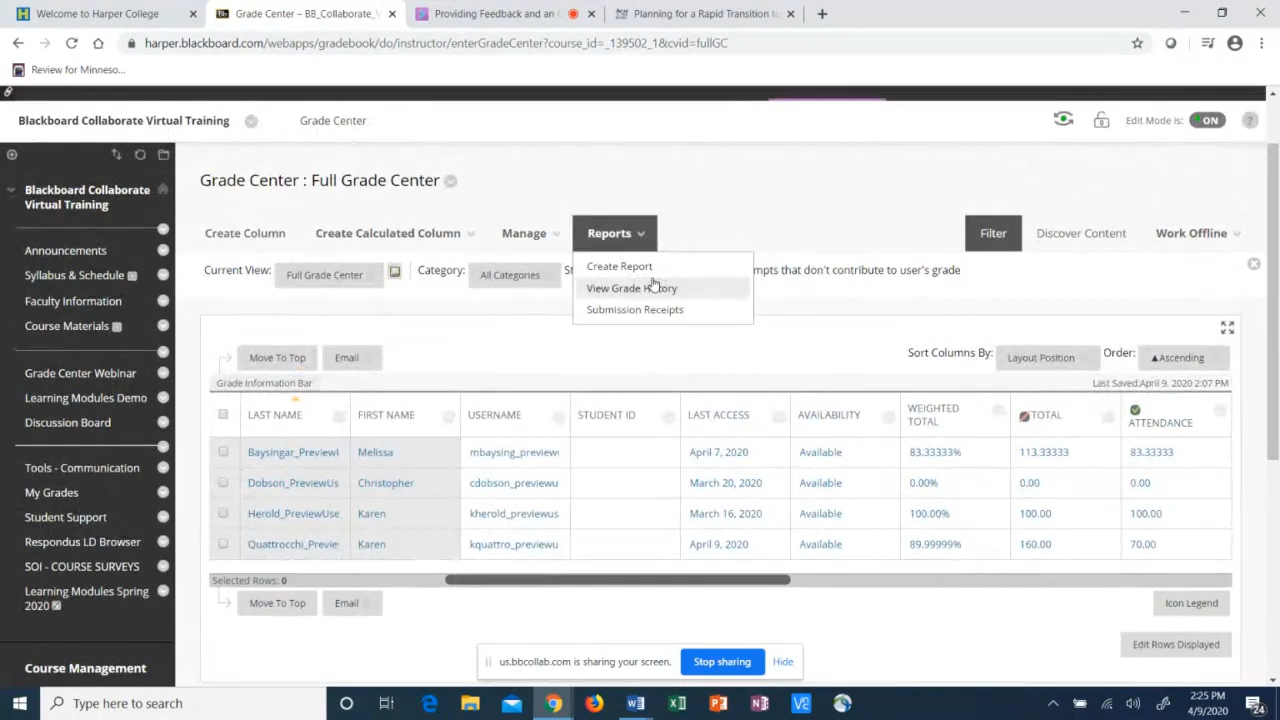 Welcome to Harper College
Grade Center – BB_Collaborate_
Providing Feedback and an
Planning for a Rapid Transition to
harper.blackboard.com/webapps/gradebook/do/instructor/enterGradeCenter?course_id=_139502_1&cvid=fullGC
Review for Minneso...
Blackboard Collaborate Virtual Training
Grade Center
Edit Mode is: ON ?
Blackboard Collaborate
Virtual Training
Announcements
Syllabus & Schedule
Faculty Information
Course Materials
Grade Center Webinar
Learning Modules Demo
Discussion Board
Tools - Communication
My Grades
Student Support
Respondus LD Browser
SOI - COURSE SURVEYS
Learning Modules Spring
2020
Course Management
Grade Center : Full Grade Center
Create Column Create Calculated Column Manage Reports Filter Discover Content Work Offline
Create Report
View Grade History
Submission Receipts
Current View: Full Grade Center Category: All Categories mpts that don't contribute to user's grade
Move To Top Email Sort Columns By: Layout Position Order: ▲Ascending
Grade Information Bar Last Saved:April 9, 2020 2:07 PM
LAST NAME FIRST NAME USERNAME STUDENT ID LAST ACCESS AVAILABILITY WEIGHTED TOTAL TOTAL ATTENDANCE
Baysingar_PreviewU Melissa mbaysing_preview April 7, 2020 Available 83.33333% 113.33333 83.33333
Dobson_PreviewUs Christopher cdobson_previewu March 20, 2020 Available 0.00% 0.00 0.00
Herold_PreviewUse Karen kherold_previewus March 16, 2020 Available 100.00% 100.00 100.00
Quattrocchi_Previe Karen kquattro_previewu April 9, 2020 Available 89.99999% 160.00 70.00
Selected Rows: 0
Move To Top Email Icon Legend
Edit Rows Displayed
us.bbcollab.com is sharing your screen. Stop sharing Hide
Type here to search
2:25 PM
4/9/2020
24